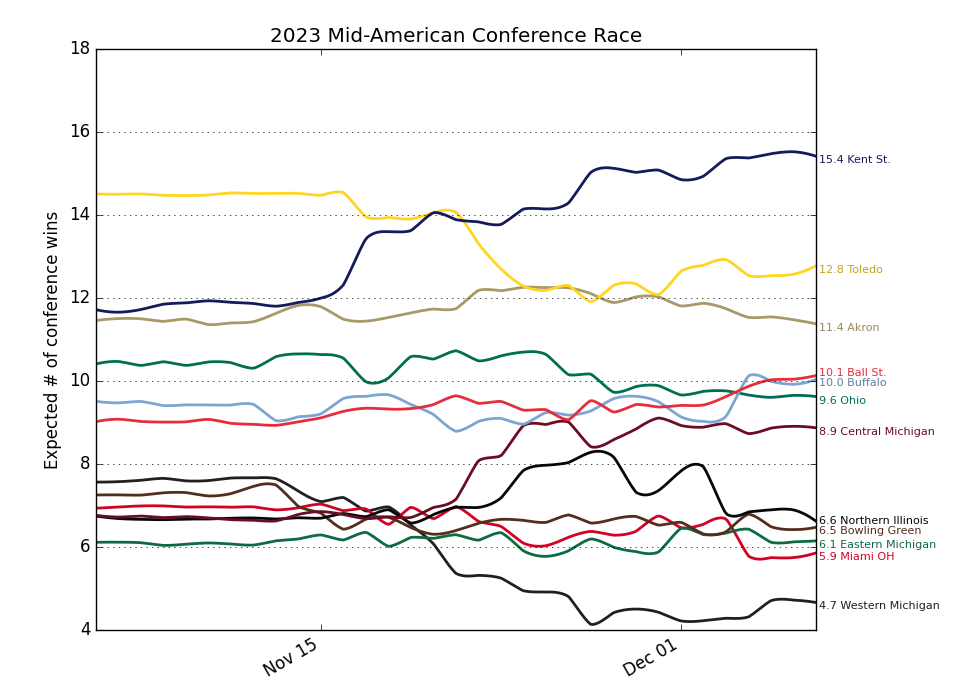 2023 Mid-American Conference Race
Expected # of conference wins
18
16
14
12
10
8
6
4
Nov 15
Dec 01
15.4 Kent St.
12.8 Toledo
11.4 Akron
10.1 Ball St.
10.0 Buffalo
9.6 Ohio
8.9 Central Michigan
6.6 Northern Illinois
6.5 Bowling Green
6.1 Eastern Michigan
5.9 Miami OH
4.7 Western Michigan